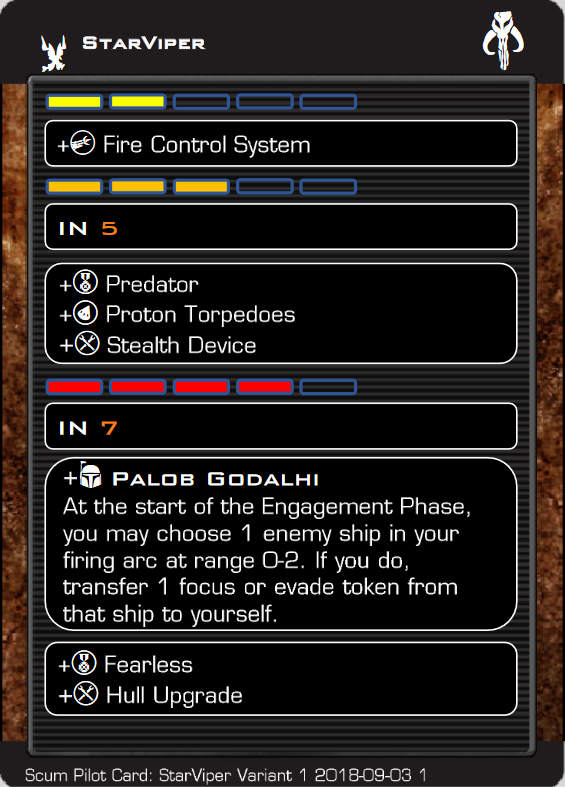 StarViper
+ Fire Control System
IN 5
+ Predator
+ Proton Torpedoes
+ Stealth Device
IN 7
+ Palob Godalhi
At the start of the Engagement Phase,
you may choose 1 enemy ship in your
firing arc at range 0-2. If you do,
transfer 1 focus or evade token from
that ship to yourself.
+ Fearless
+ Hull Upgrade
Scum Pilot Card: StarViper Variant 1 2018-09-03 1